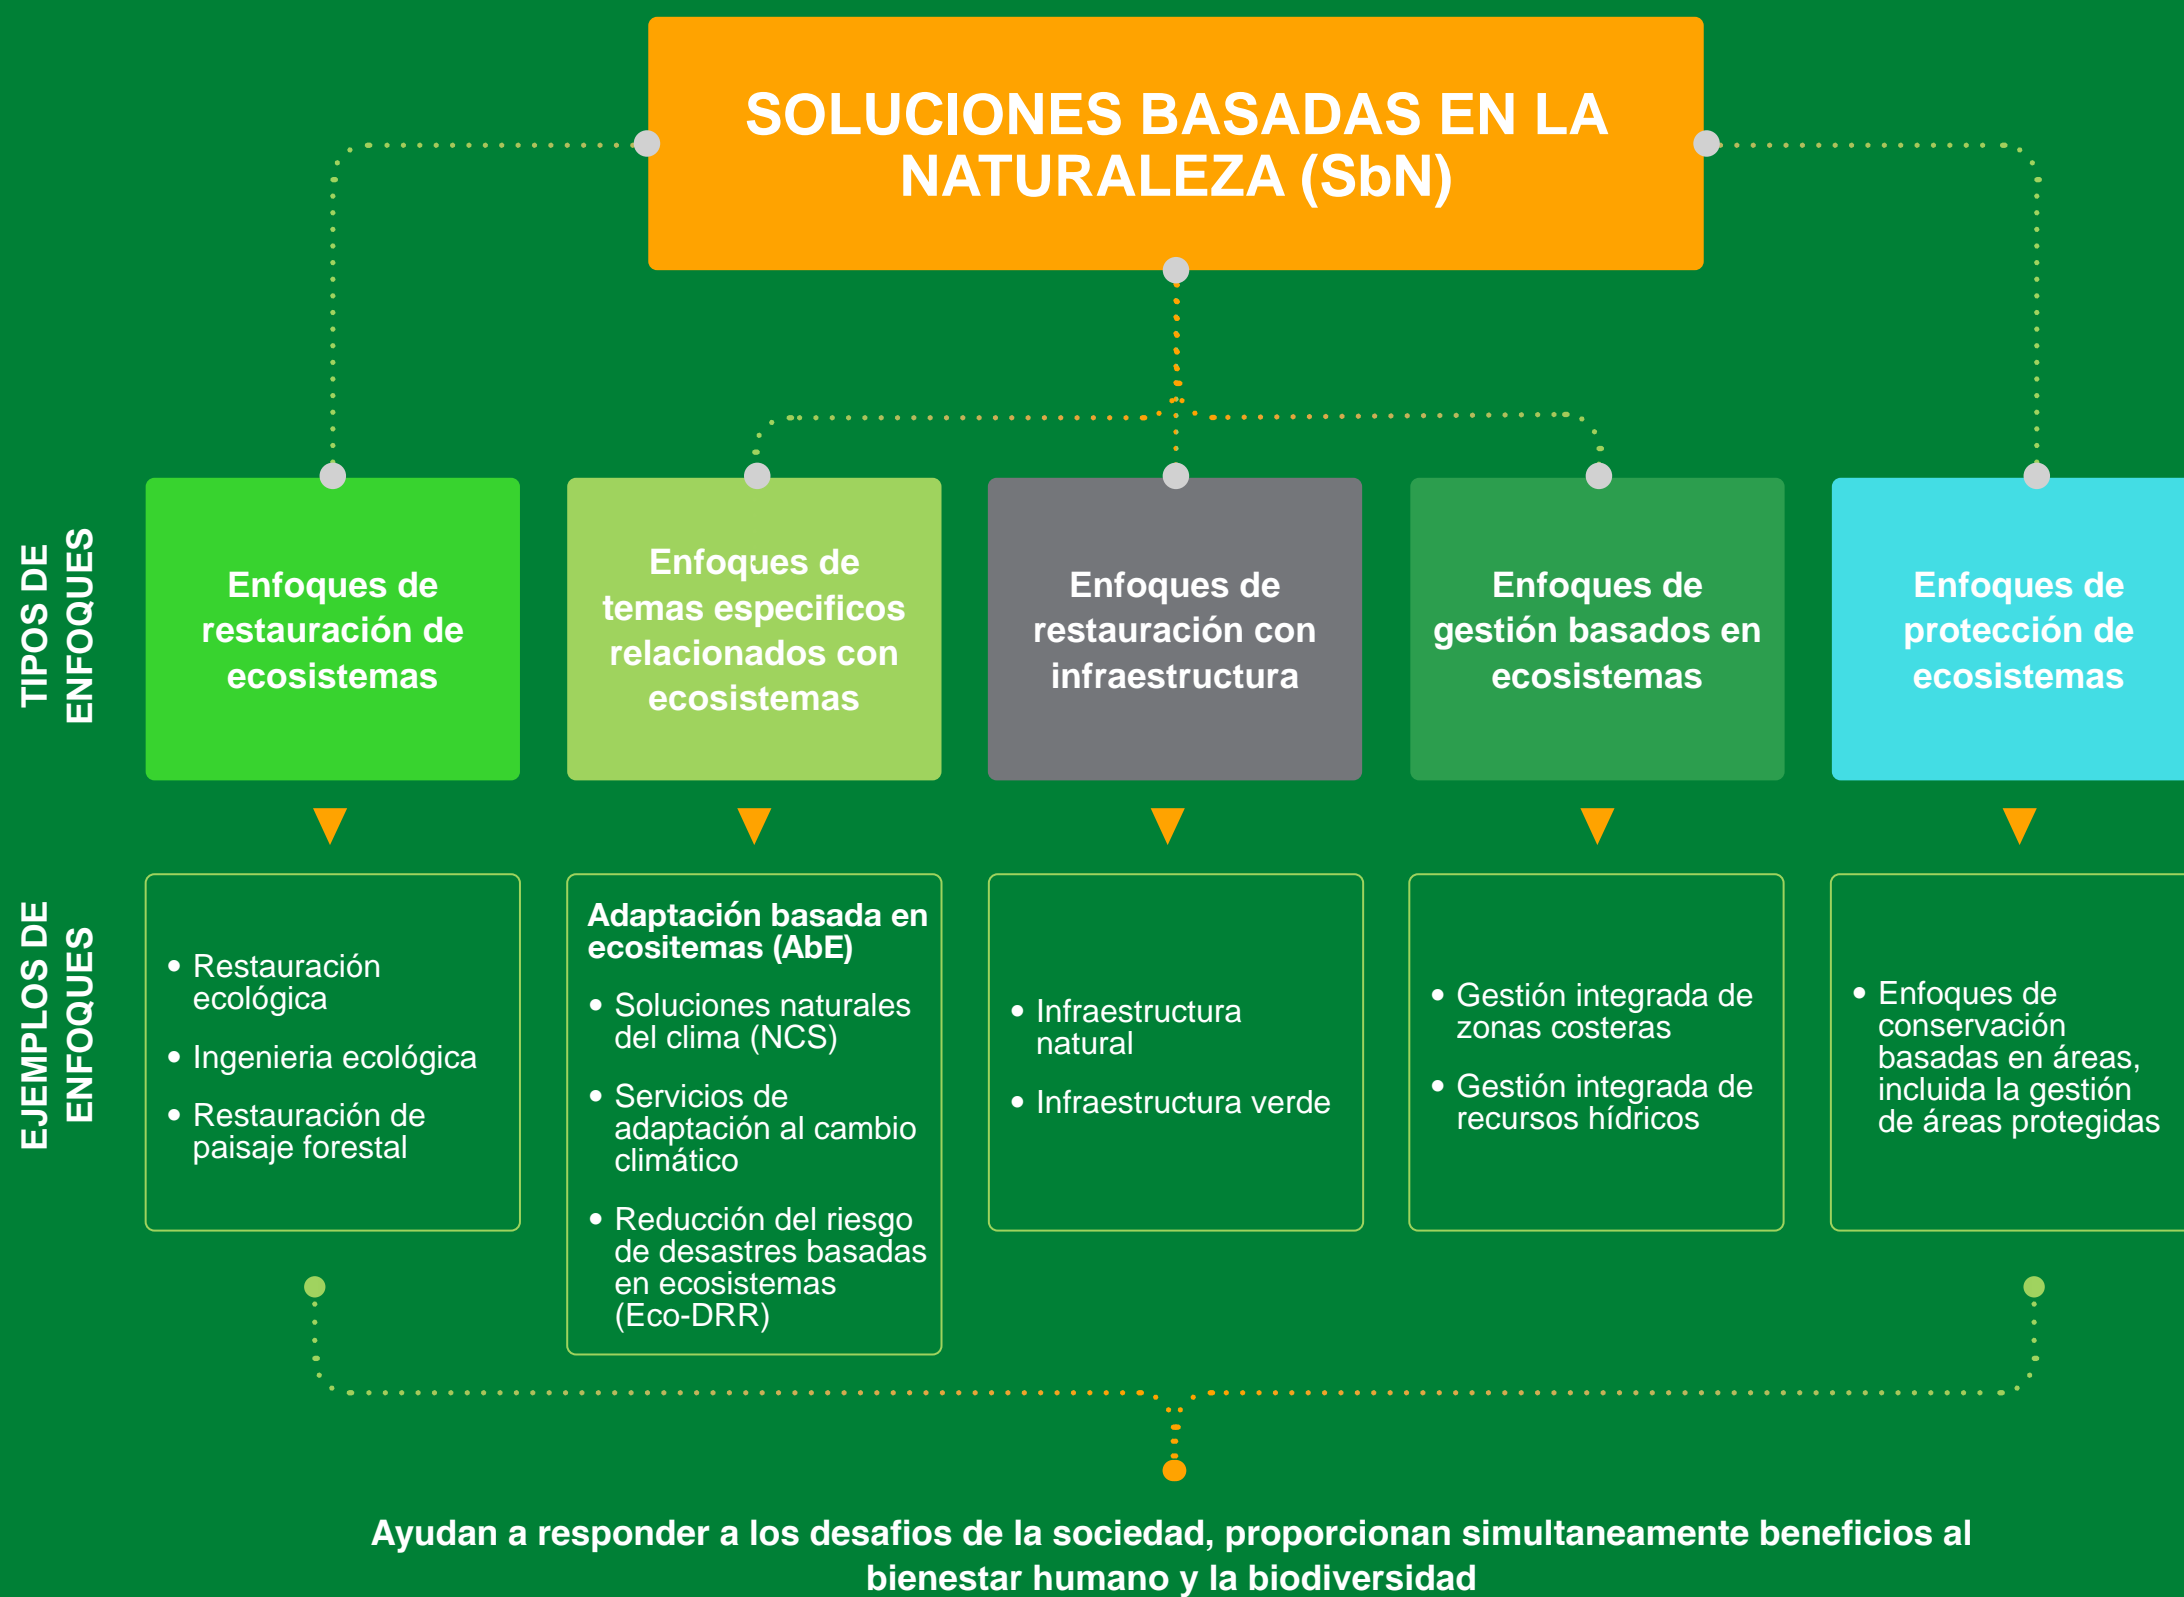 SOLUCIONES BASADAS EN LA
NATURALEZA (SbN)
TIPOS DE
ENFOQUES
Enfoques de
restauración de
ecosistemas
Enfoques de
temas especificos
relacionados con
ecosistemas
Enfoques de
restauración con
infraestructura
Enfoques de
gestión basados en
ecosistemas
Enfoques de
protección de
ecosistemas
EJEMPLOS DE
ENFOQUES
• Restauración
ecológica
• Ingenieria ecológica
• Restauración de
paisaje forestal
Adaptación basada en
ecositemas (AbE)
• Soluciones naturales
del clima (NCS)
• Servicios de
adaptación al cambio
climático
• Reducción del riesgo
de desastres basadas
en ecosistemas
(Eco-DRR)
• Infraestructura
natural
• Infraestructura verde
• Gestión integrada de
zonas costeras
• Gestión integrada de
recursos hídricos
• Enfoques de
conservación
basadas en áreas,
incluida la gestión
de áreas protegidas
Ayudan a responder a los desafios de la sociedad, proporcionan simultaneamente beneficios al
bienestar humano y la biodiversidad